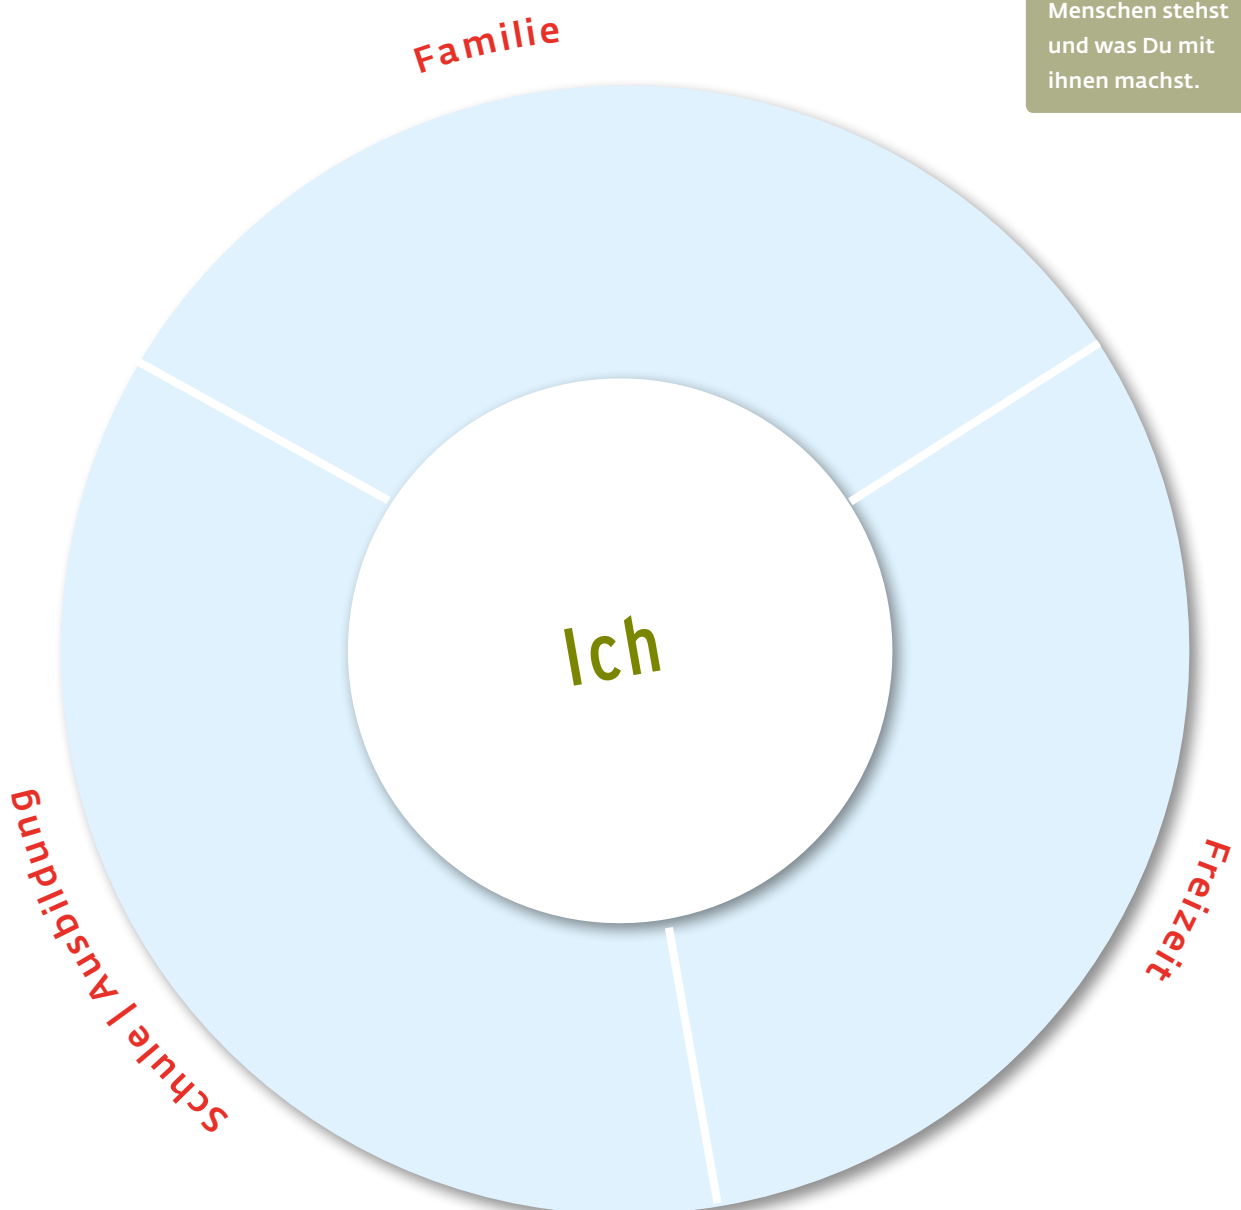 Menschen stehst
und was Du mit
ihnen machst.
Familie
Ich
Freizeit
Schule | Ausbildung